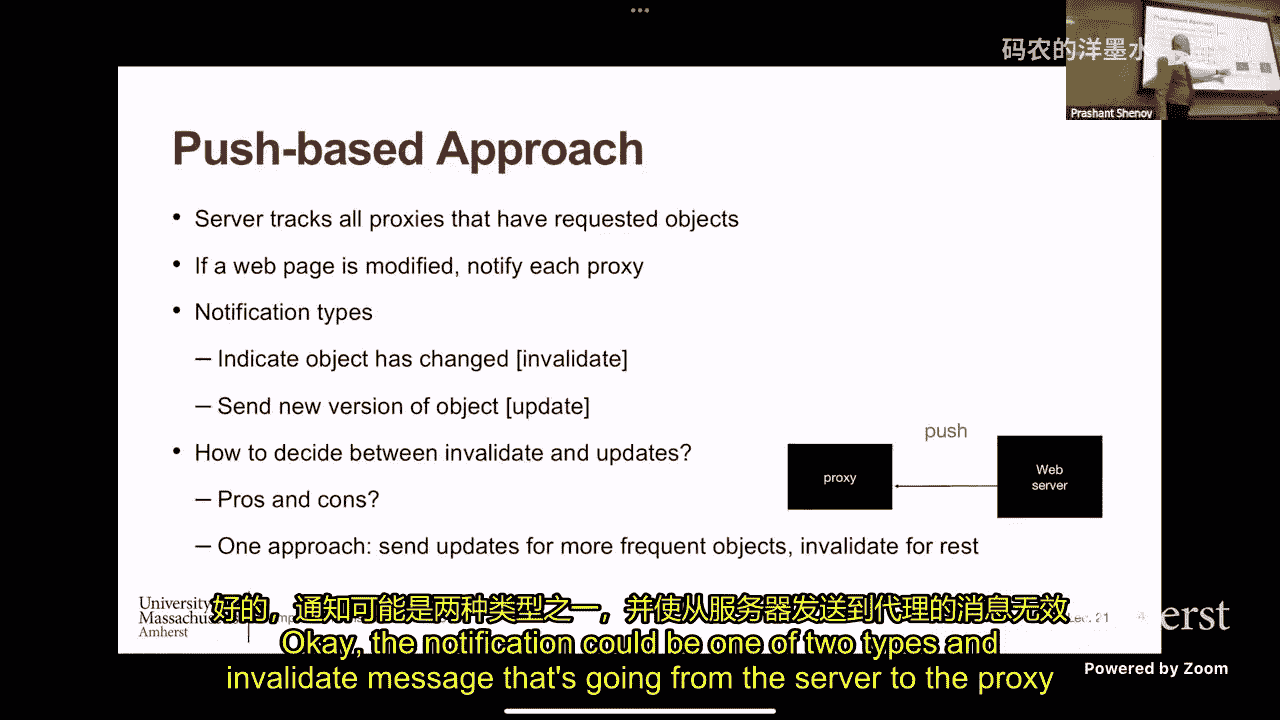 码农的洋墨水
Prashant Shenoy
Push-based Approach
• Server tracks all proxies that have requested objects
• If a web page is modified, notify each proxy
• Notification types
– Indicate object has changed [invalidate]
– Send new version of object [update]
• How to decide between invalidate and updates?
– Pros and cons?
– One approach: send updates for more frequent objects, invalidate for rest
push
proxy
Web
server
University
Massachus
Amherst
Lec. 21
erst
好的，通知可能是两种类型之一，并使从服务器发送到代理的消息无效
Okay, the notification could be one of two types and
invalidate message that's going from the server to the proxy
Powered by Zoom